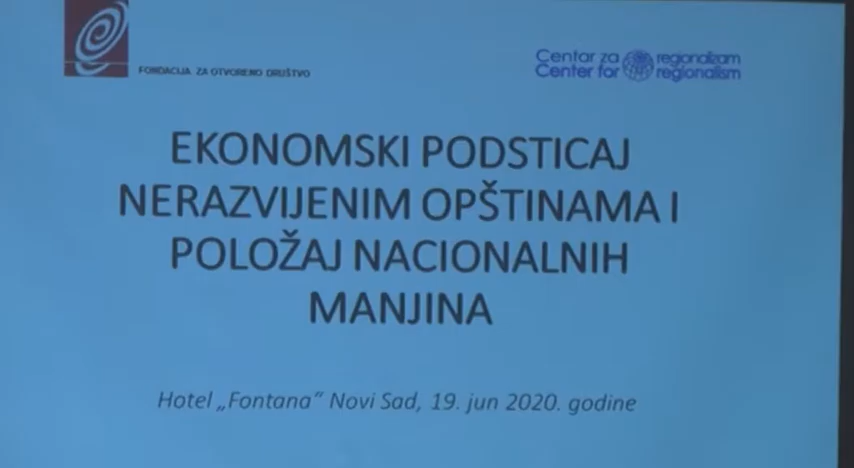 FONDACIJA ZA OTVORENO DRUŠTVO
Centar za regionalizam
Center for regionalism
EKONOMSKI PODSTICAJ
NERAZVIJENIM OPŠTINAMA I
POLOŽAJ NACIONALNIH
MANJINA
Hotel „Fontana” Novi Sad, 19. jun 2020. godine